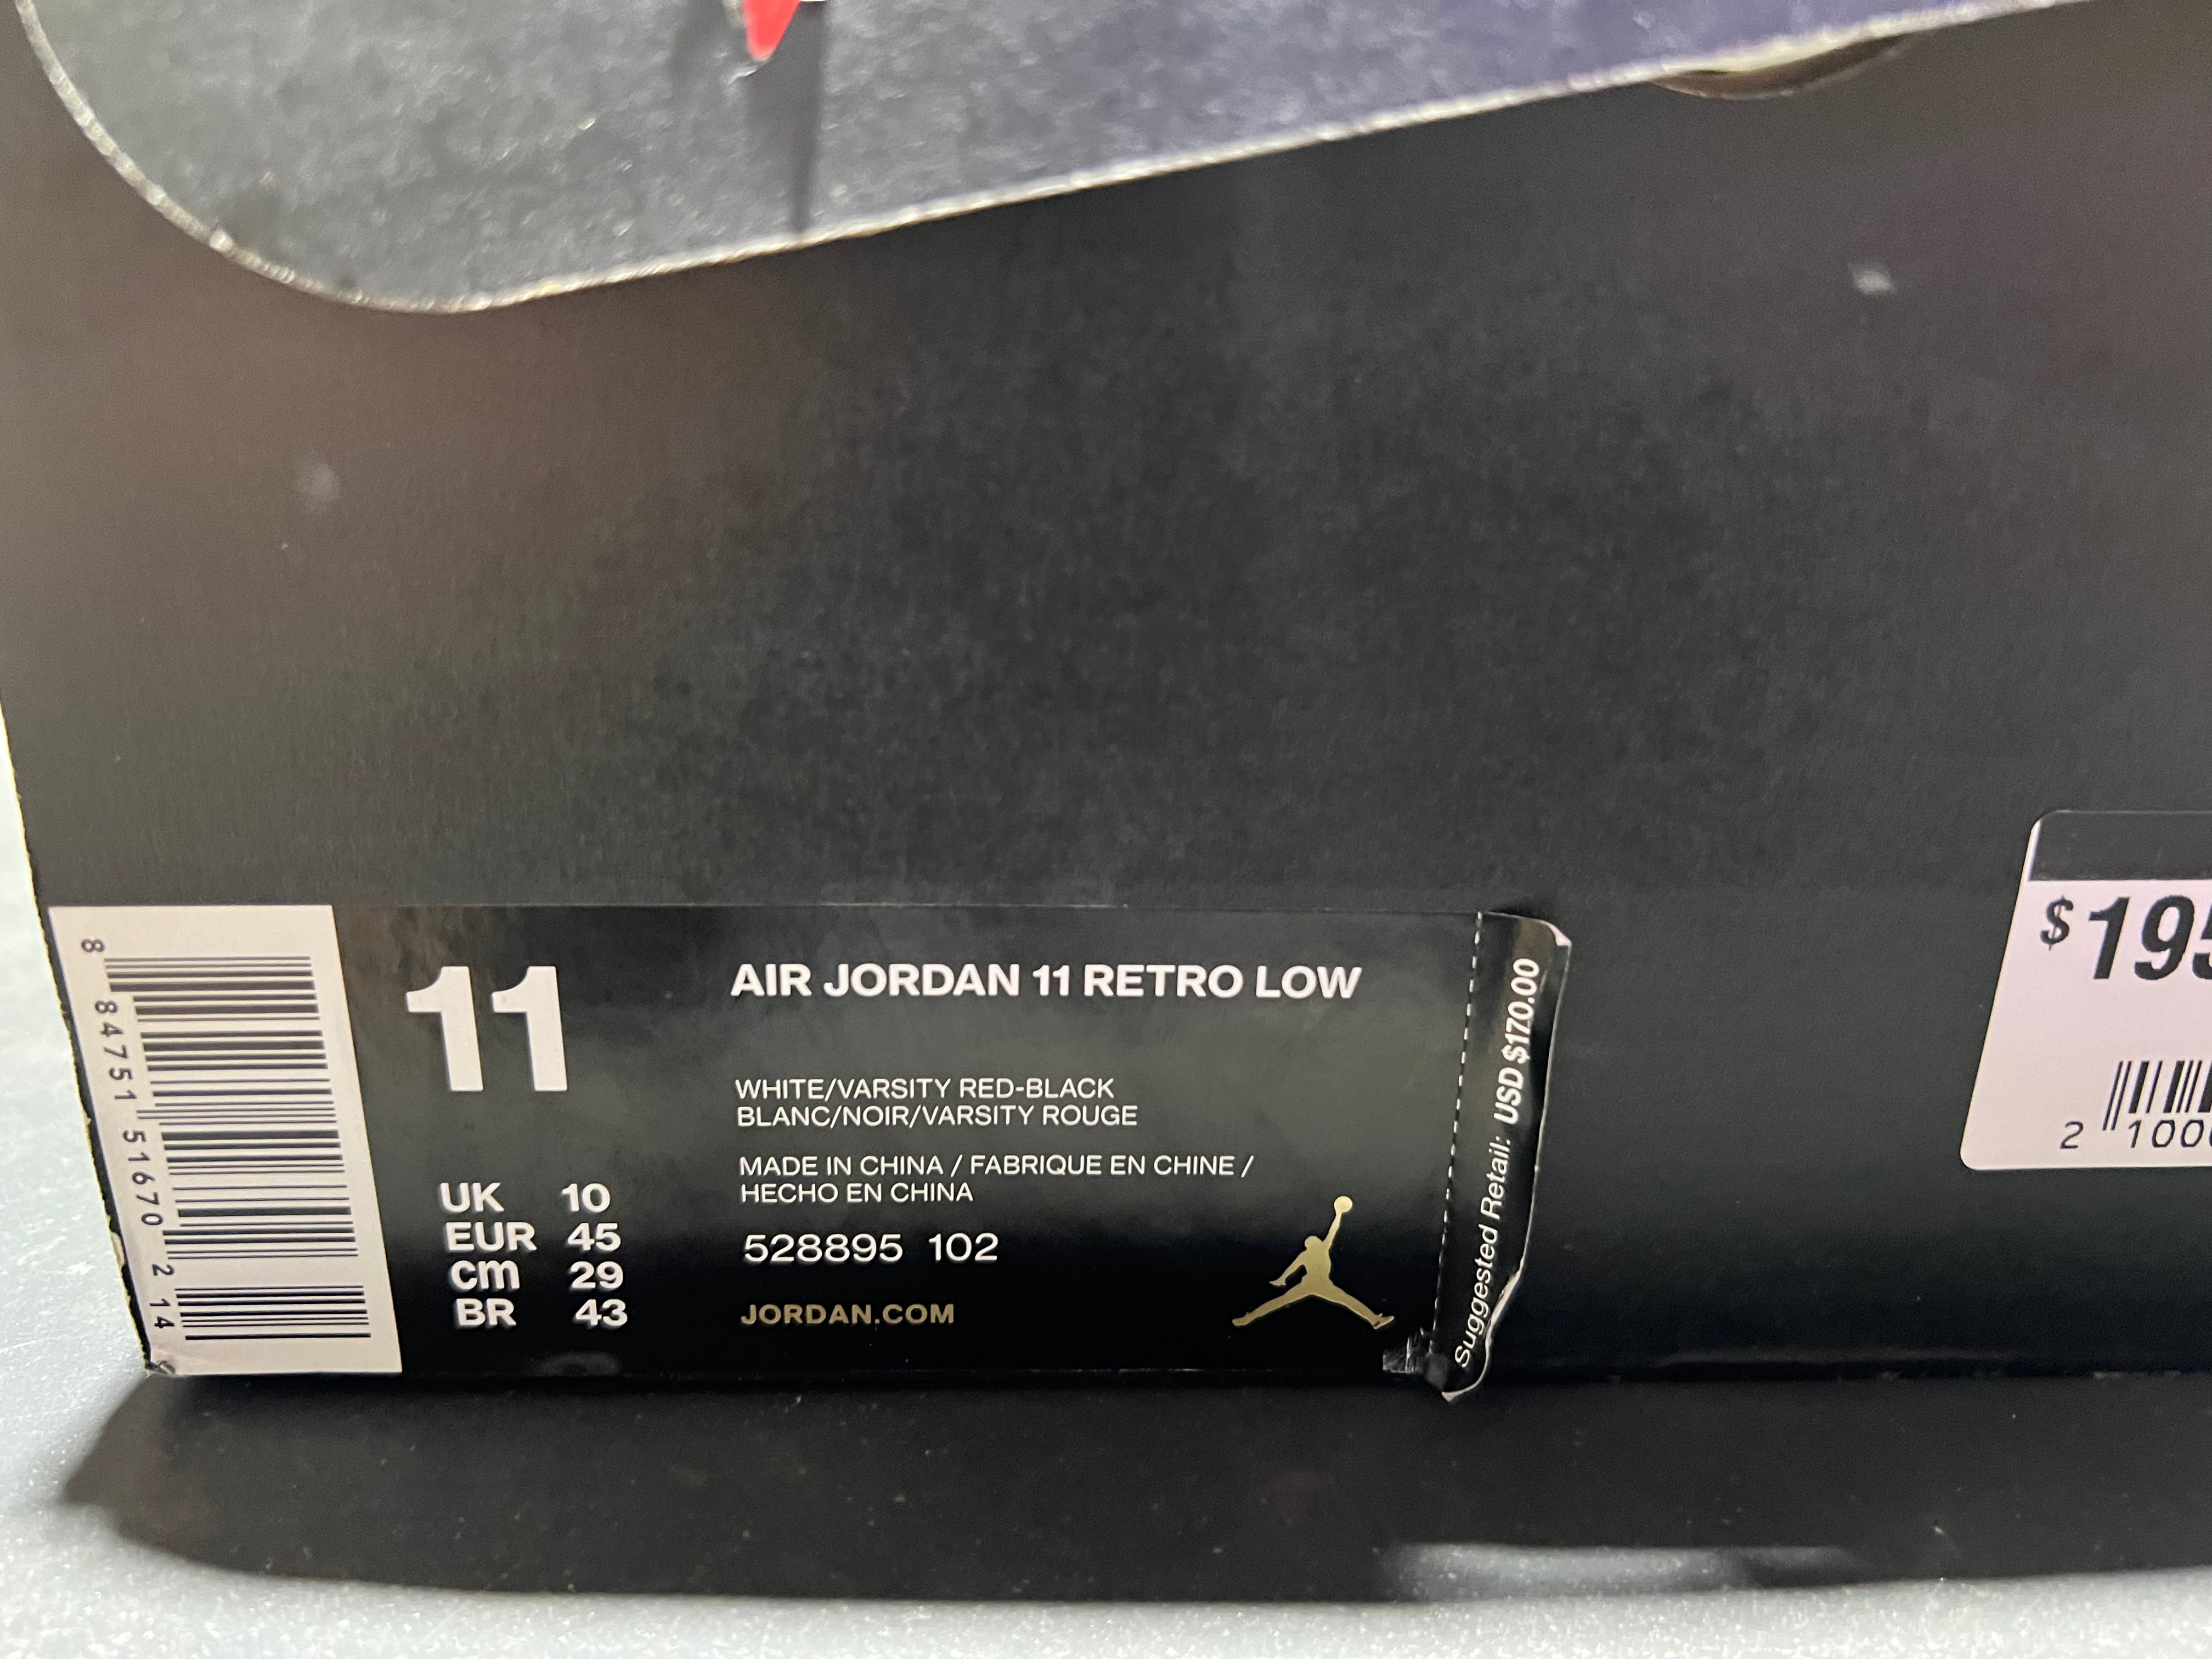 8 84751 51670 2 14
11
UK 10
EUR 45
cm 29
BR 43
AIR JORDAN 11 RETRO LOW
WHITE/VARSITY RED-BLACK
BLANC/NOIR/VARSITY ROUGE
MADE IN CHINA / FABRIQUE EN CHINE /
HECHO EN CHINA
528895 102
JORDAN.COM
Suggested Retail: USD $170.00
$195
2 100